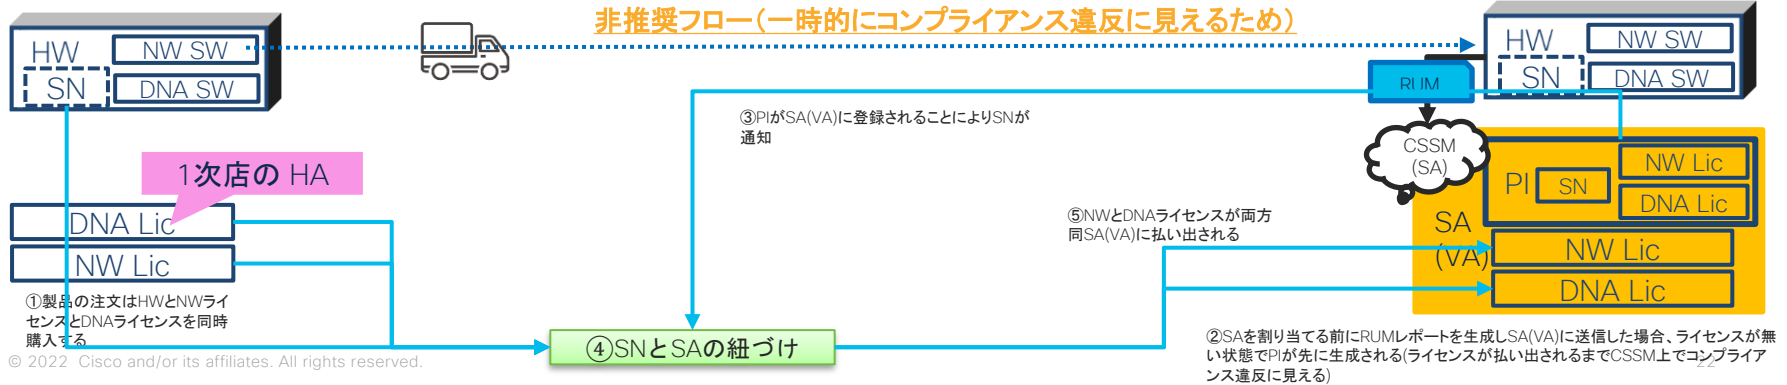 非推奨フロー(一時的にコンプライアンス違反に見えるため)
HW
NW SW
SN
DNA SW
HW
NW SW
SN
DNA SW
RUM
③PIがSA(VA)に登録されることによりSNが
通知
CSSM
(SA)
1次店の HA
PI
SN
NW Lic
DNA Lic
DNA Lic
NW Lic
⑤NWとDNAライセンスが両方
同SA(VA)に払い出される
SA
(VA)
NW Lic
DNA Lic
①製品の注文はHWとNWライ
センスとDNAライセンスを同時
購入する
④SNとSAの紐づけ
②SAを割り当てる前にRUMレポートを生成しSA(VA)に送信した場合、ライセンスが無
い状態でPIが先に生成される(ライセンスが払い出されるまでCSSM上でコンプライア
ンス違反に見える)
© 2022 Cisco and/or its affiliates. All rights reserved.
22